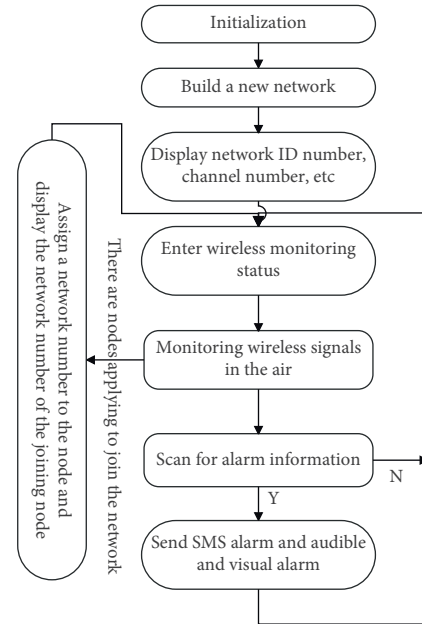 Initialization
Build a new network
Display network ID number,
channel number, etc
Enter wireless monitoring
status
Monitoring wireless signals
in the air
There are nodes applying to join the network
Assign a network number to the node and
display the network number of the joining node
Scan for alarm information
N
Y
Send SMS alarm and audible
and visual alarm